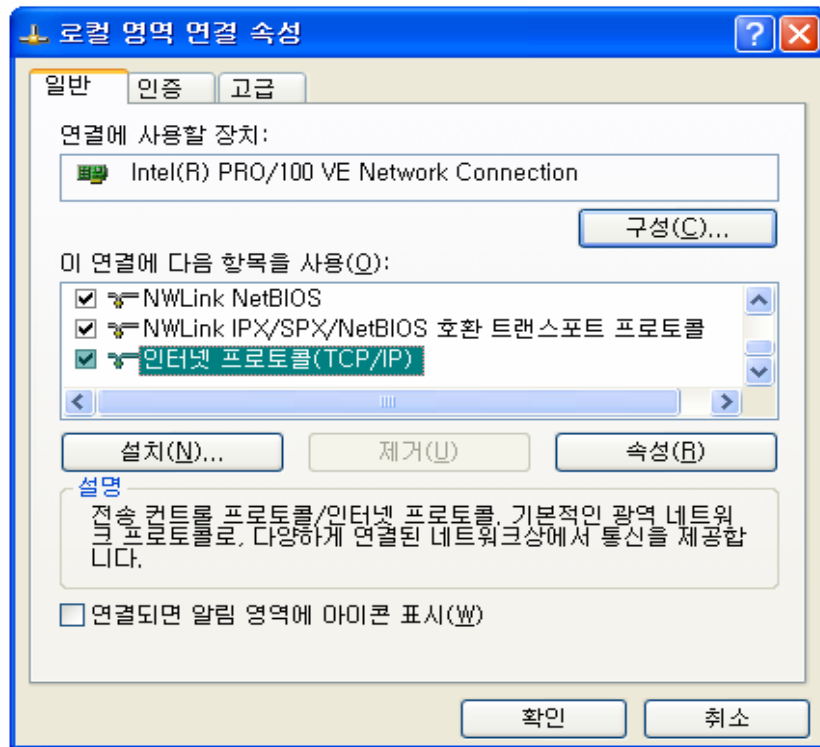 로컬 영역 연결 속성
일반 인증 고급
연결에 사용할 장치:
Intel(R) PRO/100 VE Network Connection
구성(C)...
이 연결에 다음 항목을 사용(O):
NWLink NetBIOS
NWLink IPX/SPX/NetBIOS 호환 트랜스포트 프로토콜
인터넷 프로토콜(TCP/IP)
설치(N)... 제거(U) 속성(R)
설명
전송 컨트롤 프로토콜/인터넷 프로토콜. 기본적인 광역 네트워
크 프로토콜로, 다양하게 연결된 네트워크상에서 통신을 제공합
니다.
연결되면 알림 영역에 아이콘 표시(W)
확인 취소